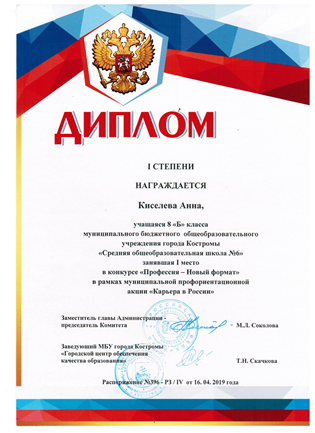 ДИПЛОМ
I СТЕПЕНИ
НАГРАЖДАЕТСЯ
Киселева Анна,
учащаяся 8 «Б» класса
муниципального бюджетного общеобразовательного
учреждения города Костромы
«Средняя общеобразовательная школа №6»
занявшая I место
в конкурсе «Профессия – Новый формат»
в рамках муниципальной профориентационной
акции «Карьера в России»
Заместитель главы Администрации -
председатель Комитета
М.Л. Соколова
Заведующий МБУ города Костромы
«Городской центр обеспечения
качества образования»
Т.Н. Скачкова
Распоряжение №396 - РЗ / IV от 16. 04. 2019 года